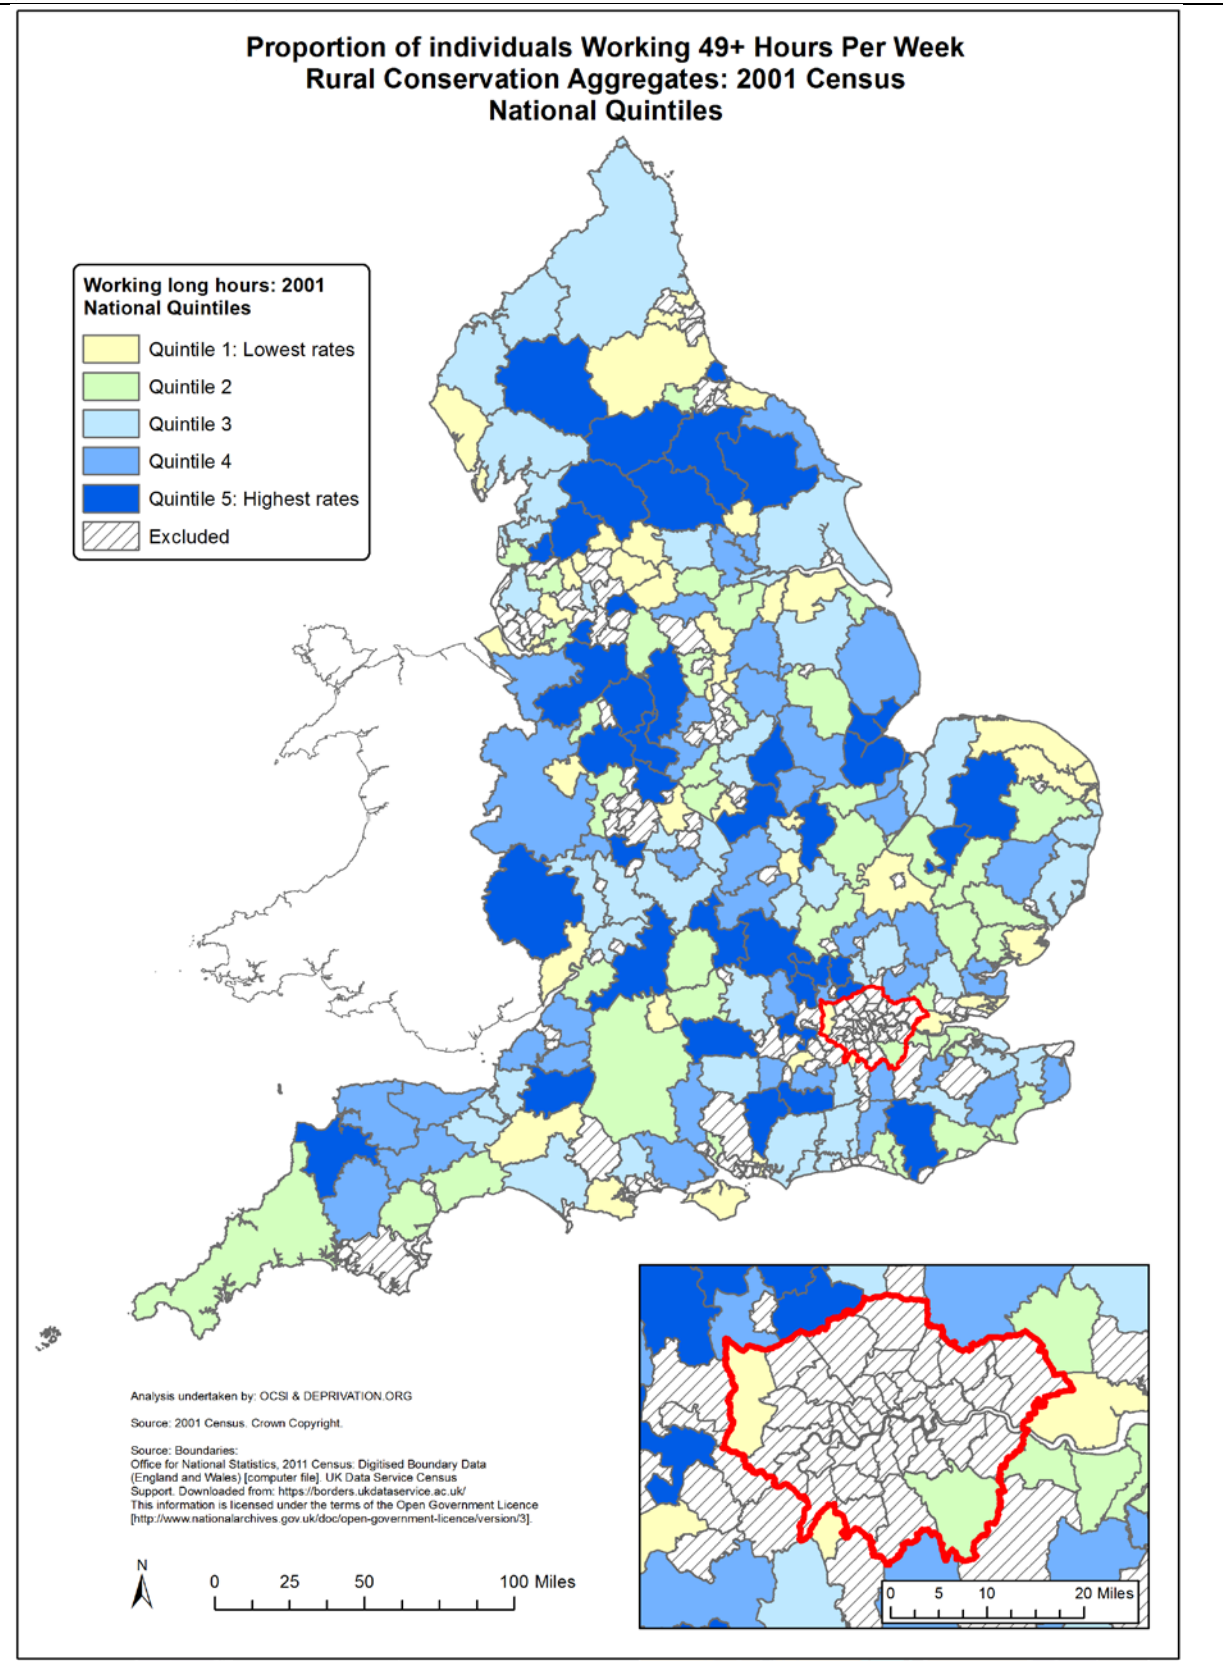 Proportion of individuals Working 49+ Hours Per Week
Rural Conservation Aggregates: 2001 Census
National Quintiles
Working long hours: 2001
National Quintiles
Quintile 1: Lowest rates
Quintile 2
Quintile 3
Quintile 4
Quintile 5: Highest rates
Excluded
Analysis undertaken by: OCSI & DEPRIVATION.ORG
Source: 2001 Census. Crown Copyright.
Source: Boundaries:
Office for National Statistics, 2011 Census: Digitised Boundary Data
(England and Wales) [computer file]. UK Data Service Census
Support. Downloaded from: https://borders.ukdataservice.ac.uk/
This information is licensed under the terms of the Open Government Licence
[http://www.nationalarchives.gov.uk/doc/open-government-licence/version/3].
N
0 25 50 100 Miles
0 5 10 20 Miles